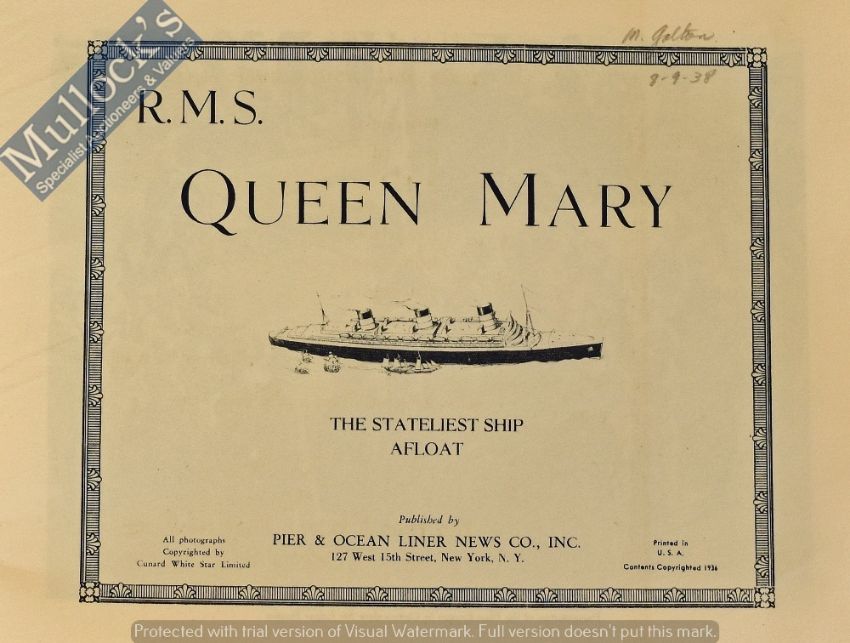 Mullock's
Specialist Auctioneers & Valuers
8-9-38
R. M. S.
QUEEN MARY
THE STATELIEST SHIP
AFLOAT
Published by
PIER & OCEAN LINER NEWS CO., INC.
127 West 15th Street, New York, N. Y.
All photographs
Copyrighted by
Cunard White Star Limited
Printed in
U. S. A.
Contents Copyrighted 1936
Protected with trial version of Visual Watermark. Full version doesn't put this mark.